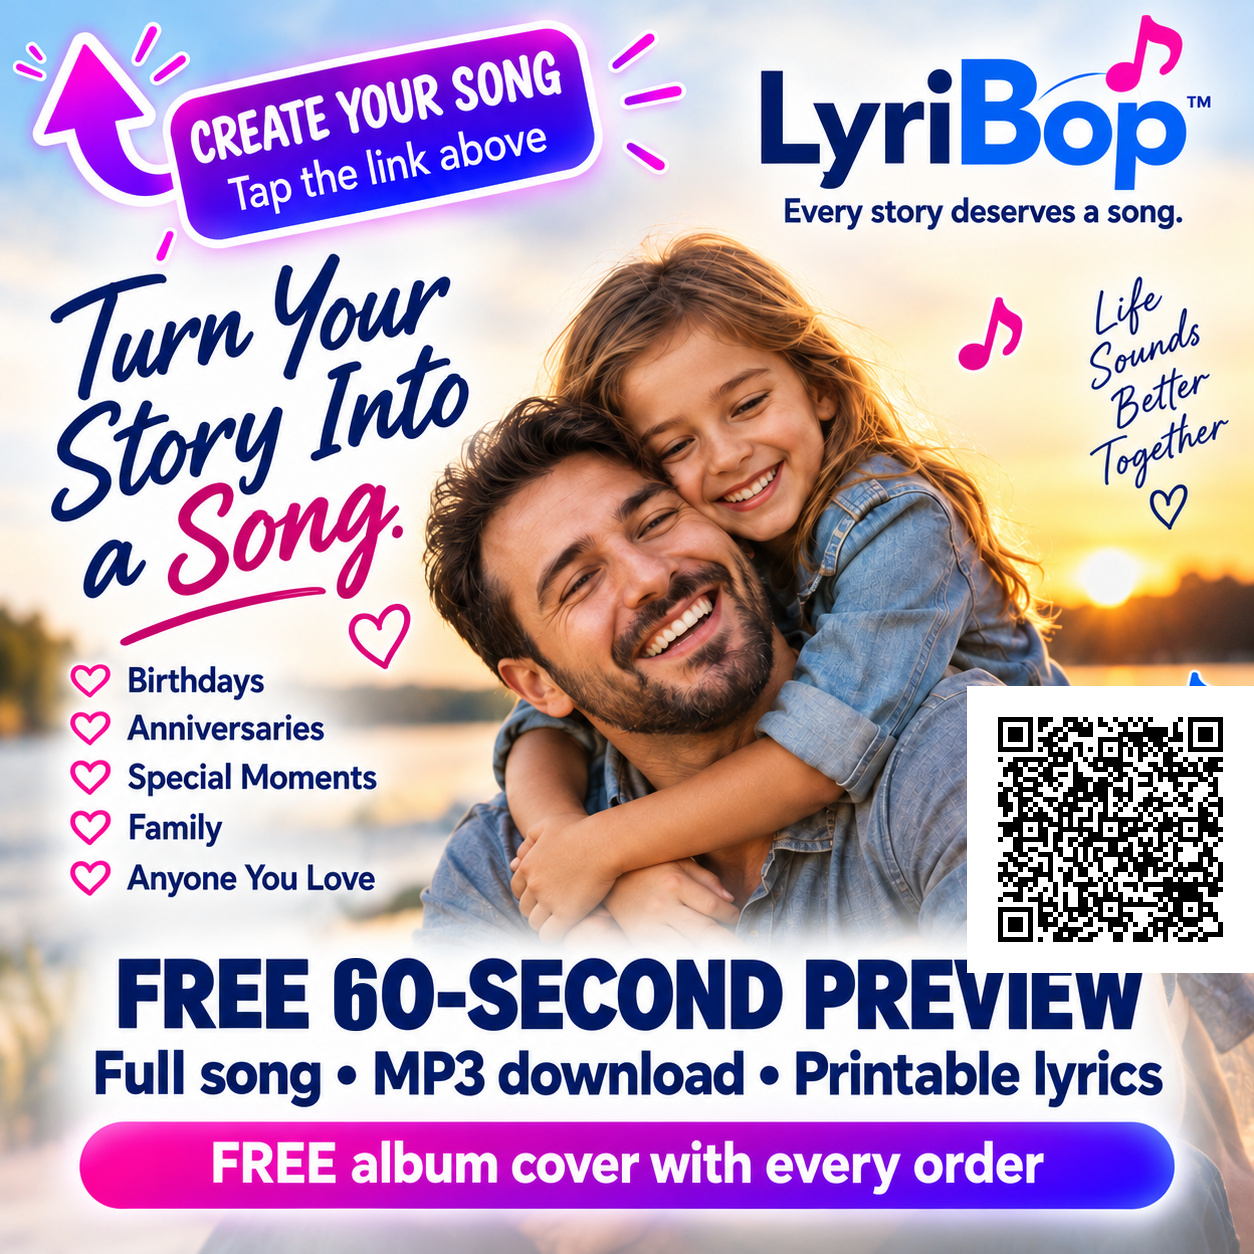 CREATE YOUR SONG
Tap the link above
LyriBop™
Every story deserves a song.
Turn Your
Story Into
a Song.
Life
Sounds
Better
Together
Birthdays
Anniversaries
Special Moments
Family
Anyone You Love
FREE 60-SECOND PREVIEW
Full song • MP3 download • Printable lyrics
FREE album cover with every order